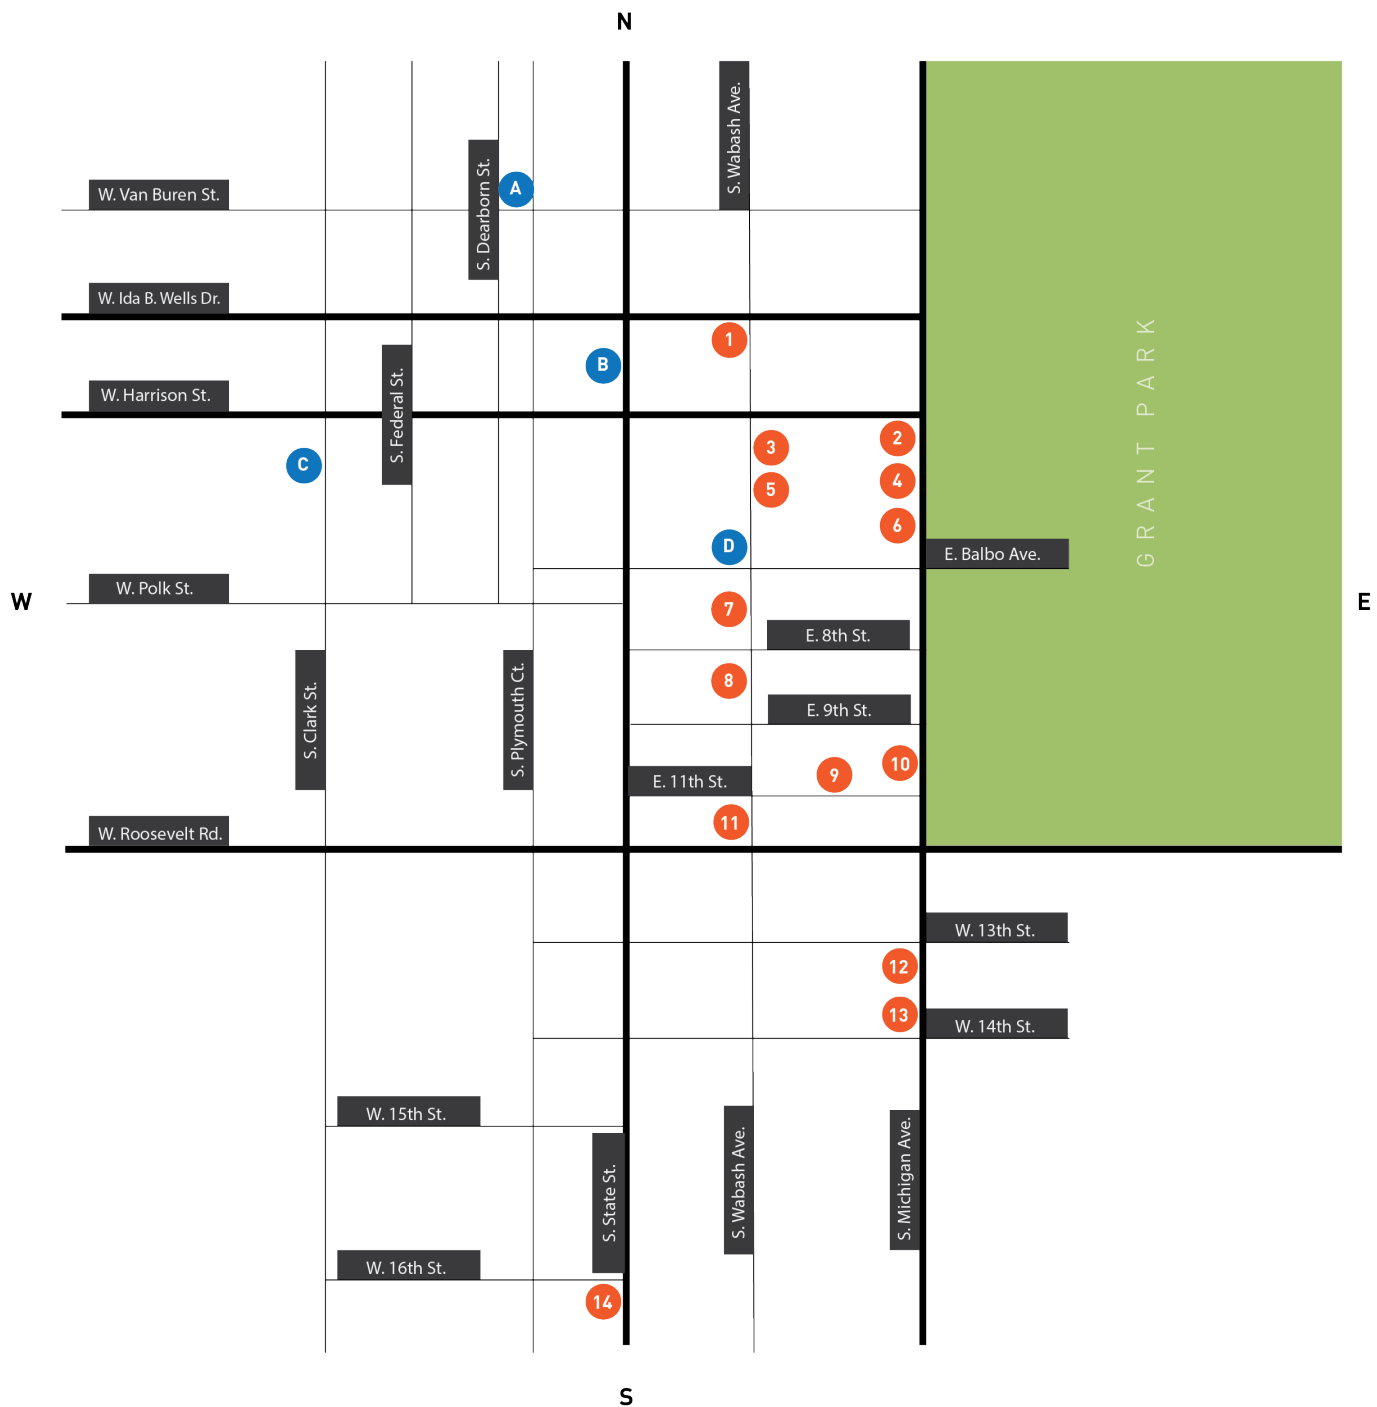 N
S. Wabash Ave.
S. Dearborn St.
A
W. Van Buren St.
W. Ida B. Wells Dr.
1
B
S. Federal St.
W. Harrison St.
GRANT PARK
2
3
C
4
5
6
D
E. Balbo Ave.
W. Polk St.
W
E
7
E. 8th St.
8
S. Clark St.
S. Plymouth Ct.
E. 9th St.
10
9
E. 11th St.
11
W. Roosevelt Rd.
W. 13th St.
12
13
W. 14th St.
W. 15th St.
S. State St.
S. Wabash Ave.
S. Michigan Ave.
W. 16th St.
14
S